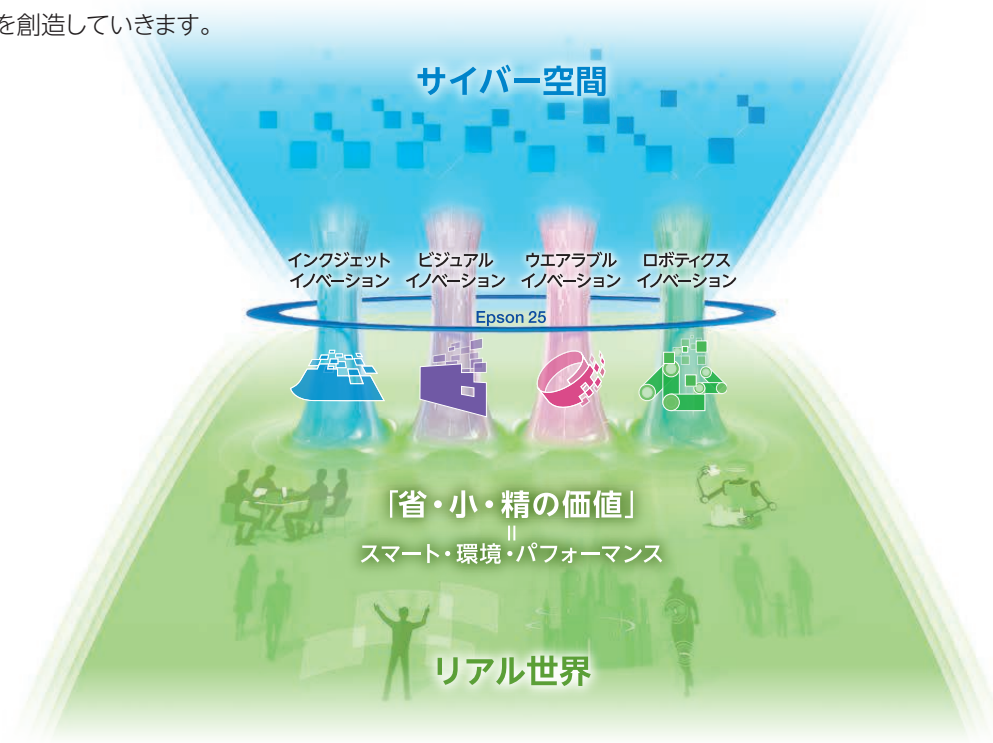 を創造していきます。
サイバー空間
インクジェット
イノベーション
ビジュアル
イノベーション
ウエアラブル
イノベーション
ロボティクス
イノベーション
Epson 25
「省・小・精の価値」
=
スマート・環境・パフォーマンス
リアル世界